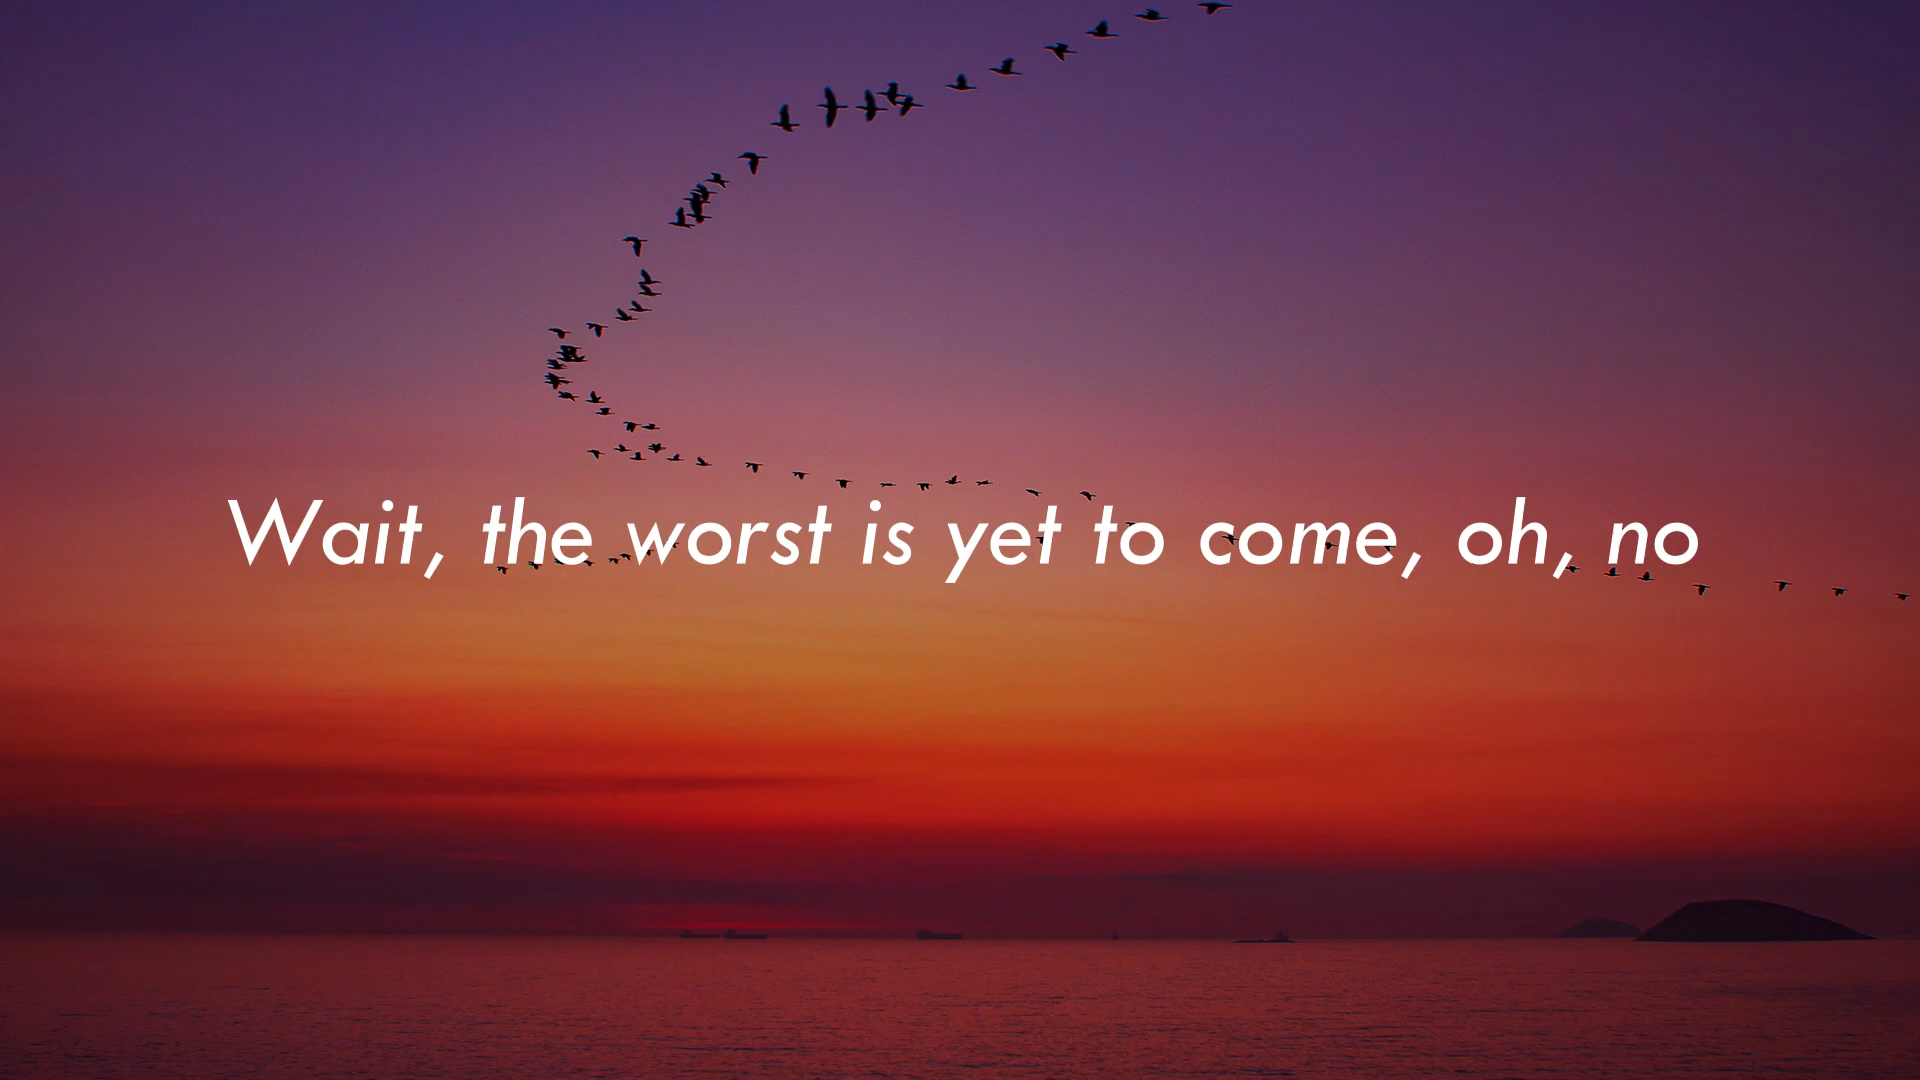 Wait, the worst is yet to come, oh, no